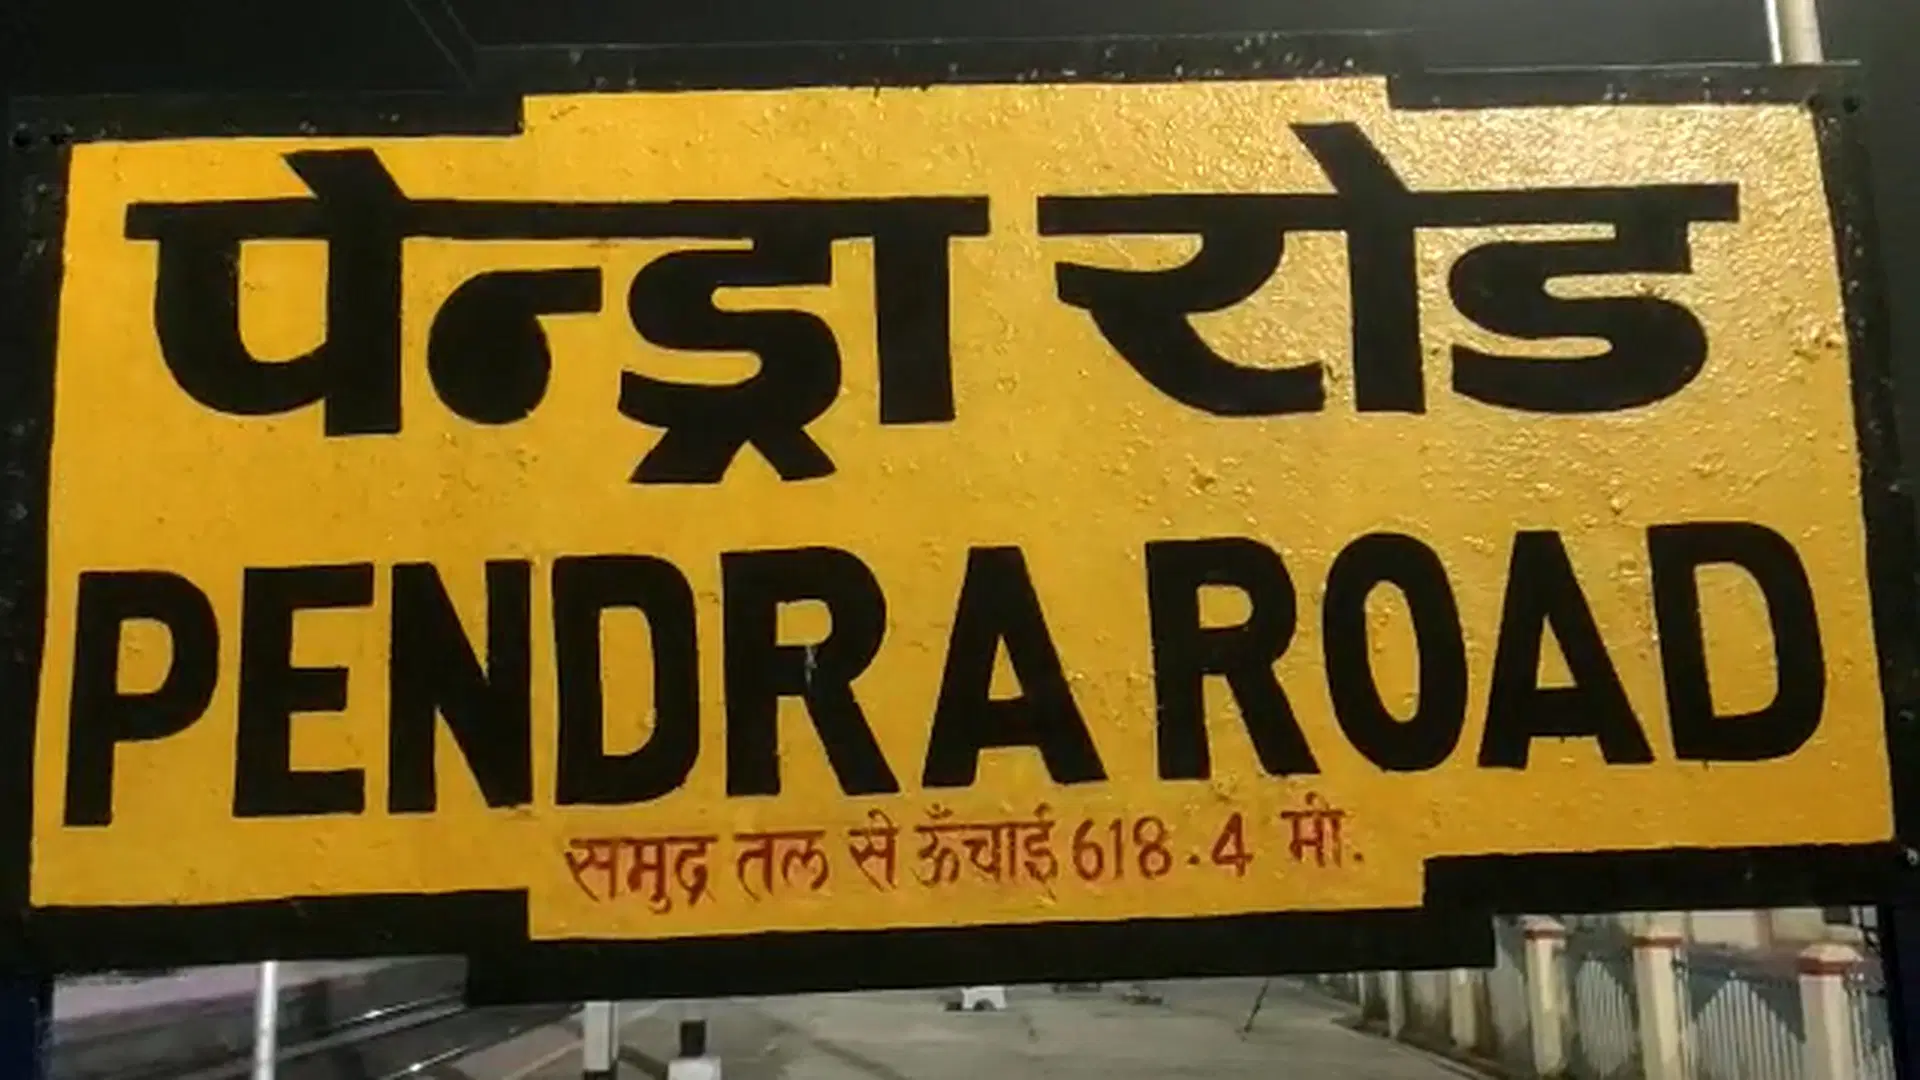 पेन्ड्रा रोड
PENDRA ROAD
समुद्र तल से ऊँचाई 618.4 मी.